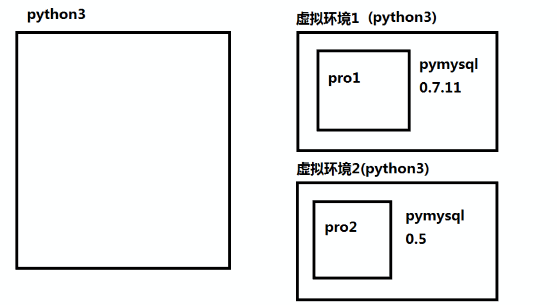 python3
虚拟环境1（python3)
pro1
pymysql
0.7.11
虚拟环境2(python3)
pro2
pymysql
0.5